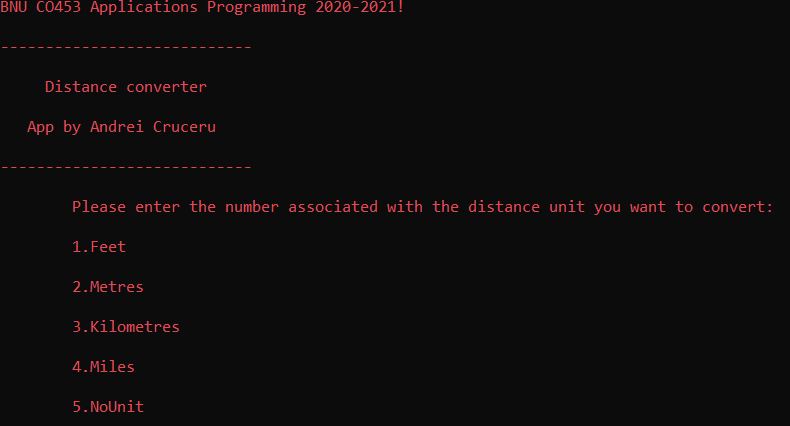 BNU CO453 Applications Programming 2020-2021!
----------------------------
Distance converter
App by Andrei Cruceru
----------------------------
Please enter the number associated with the distance unit you want to convert:
1.Feet
2.Metres
3.Kilometres
4.Miles
5.NoUnit